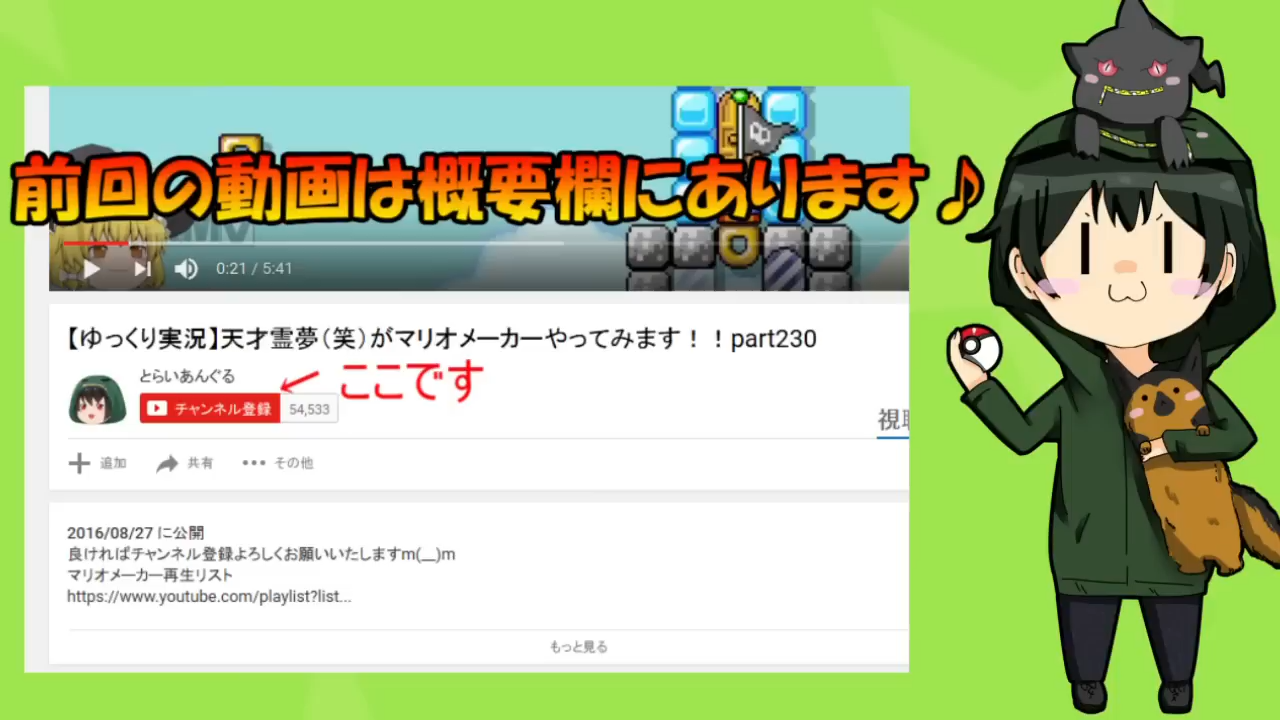 前回の動画は概要欄にあります♪
0:21 / 5:41
【ゆっくり実況】天才霊夢（笑）がマリオメーカーやってみます！！part230
とらいあんぐる
ここです
チャンネル登録 54,533
視聴
追加 共有 その他
2016/08/27 に公開
良ければチャンネル登録よろしくお願いいたしますm(__)m
マリオメーカー再生リスト
https://www.youtube.com/playlist?list...
もっと見る